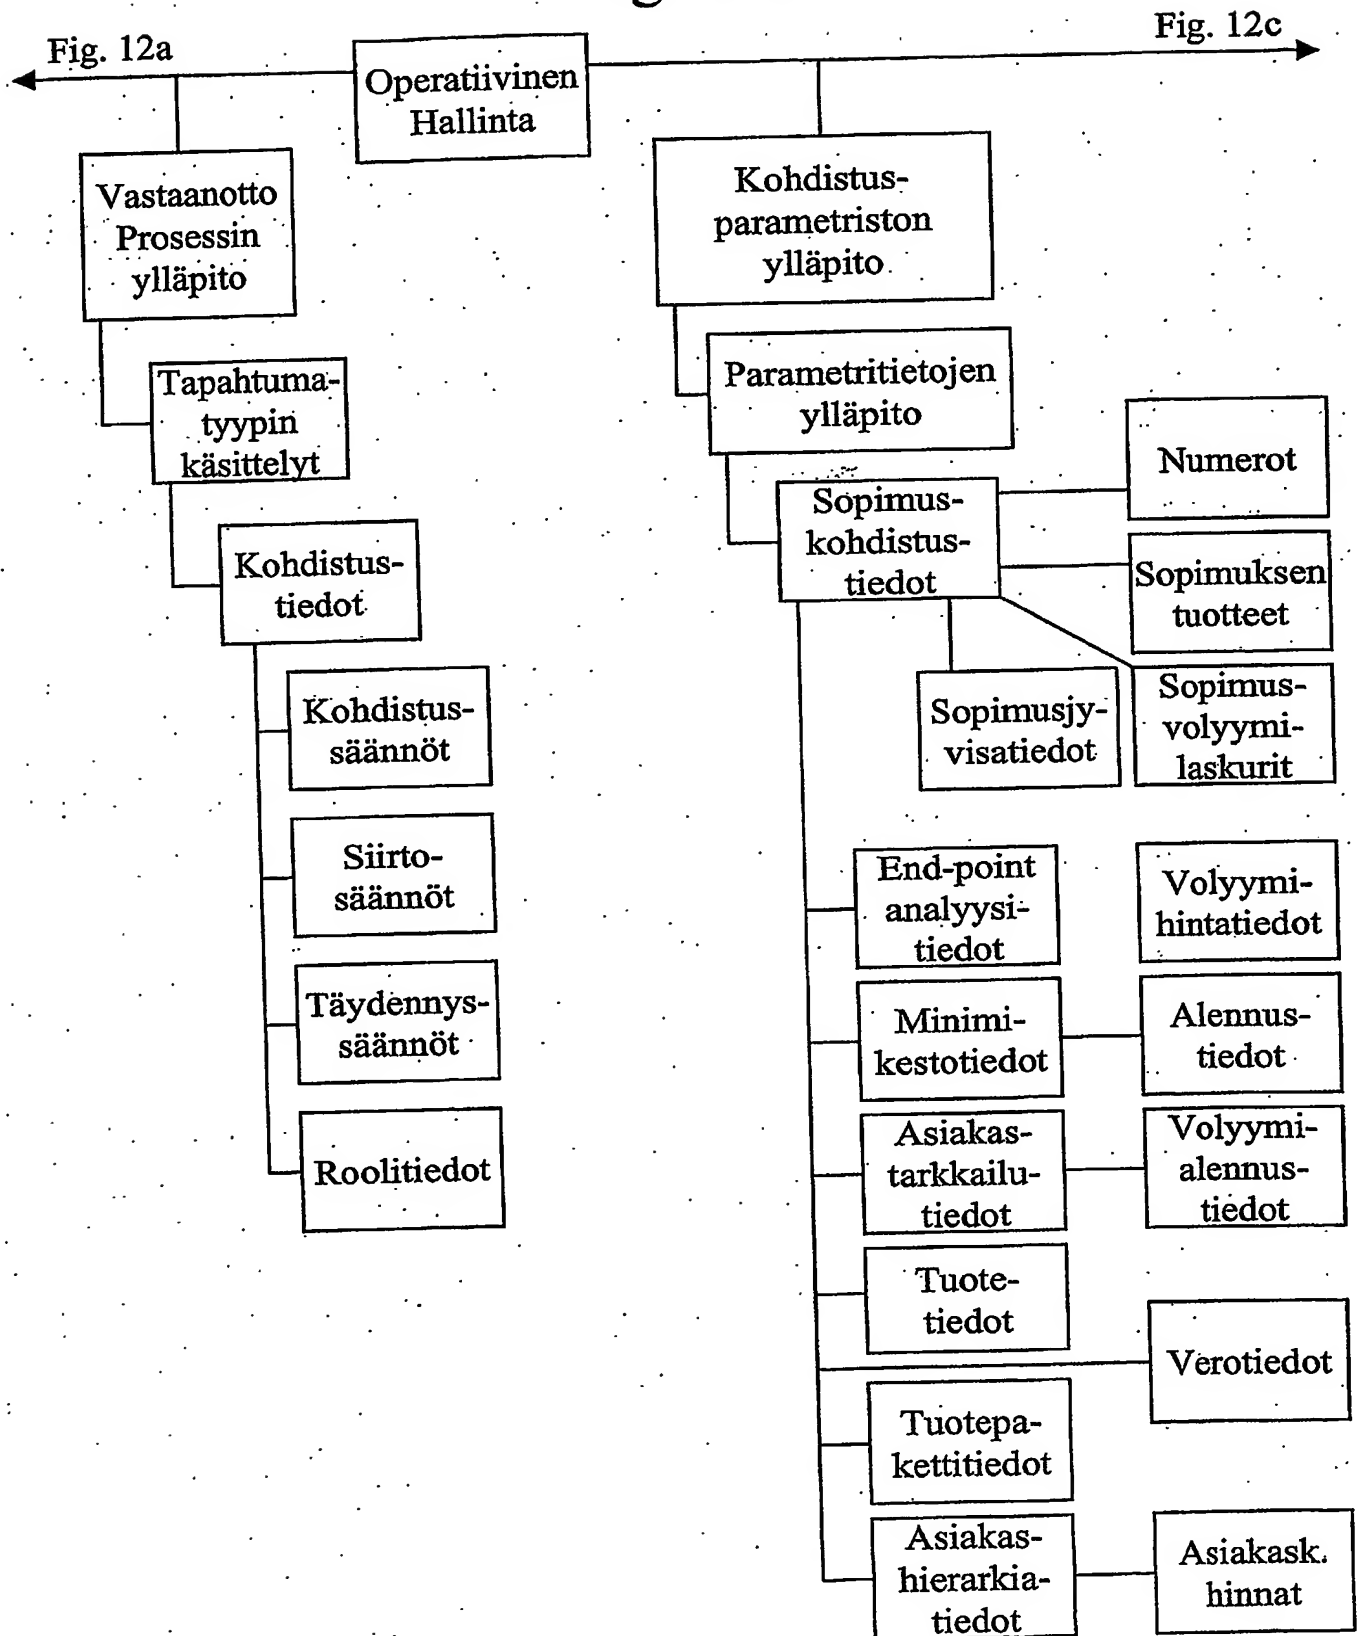 Fig. 12a
Fig. 12c
Operatiivinen
Hallinta
Vastaanotto
Prosessin
ylläpito
Tapahtuma-
tyypin
käsittelyt
Kohdistus-
tiedot
Kohdistus-
säännöt
Siirto-
säännöt
Täydennys-
säännöt
Roolitiedot
Kohdistus-
parametriston
ylläpito
Parametritietojen
ylläpito
Sopimus-
kohdistus-
tiedot
Numerot
Sopimuksen
tuotteet
Sopimus-
volyymi-
laskurit
Sopimusjy-
visatiedot
End-point
analyysi-
tiedot
Volyymi-
hintatiedot
Minimi-
kestotiedot
Alennus-
tiedot
Asiakas-
tarkkailu-
tiedot
Volyymi-
alennus-
tiedot
Tuote-
tiedot
Verotiedot
Tuotepa-
kettitiedot
Asiakas-
hierarkia-
tiedot
Asiakask.
hinnat